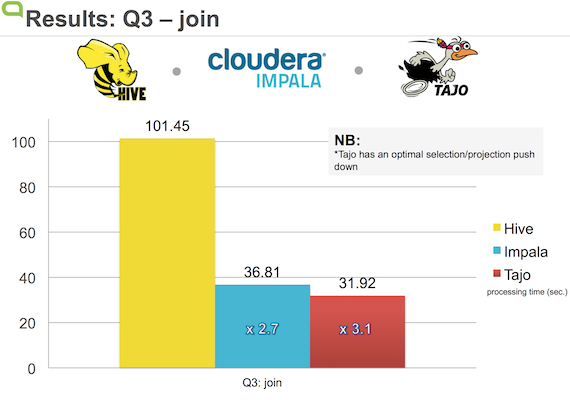 Results: Q3 – join
HIVE
cloudera
IMPALA
TAJO
101.45
NB:
*Tajo has an optimal selection/projection push
down
100
80
60
40
20
0
36.81
31.92
x 2.7
x 3.1
Hive
Impala
Tajo
processing time (sec.)
Q3: join